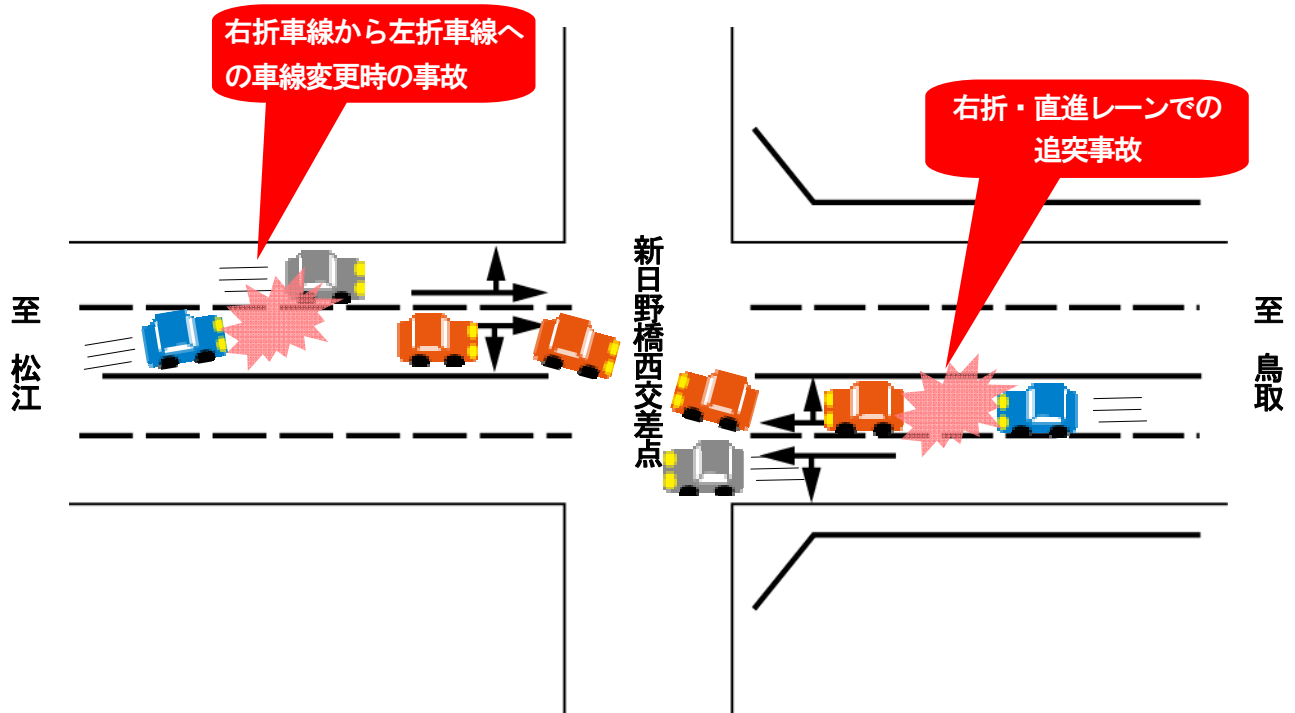 右折車線から左折車線へ
の車線変更時の事故
右折・直進レーンでの
追突事故
至 松江
新日野橋西交差点
至 鳥取